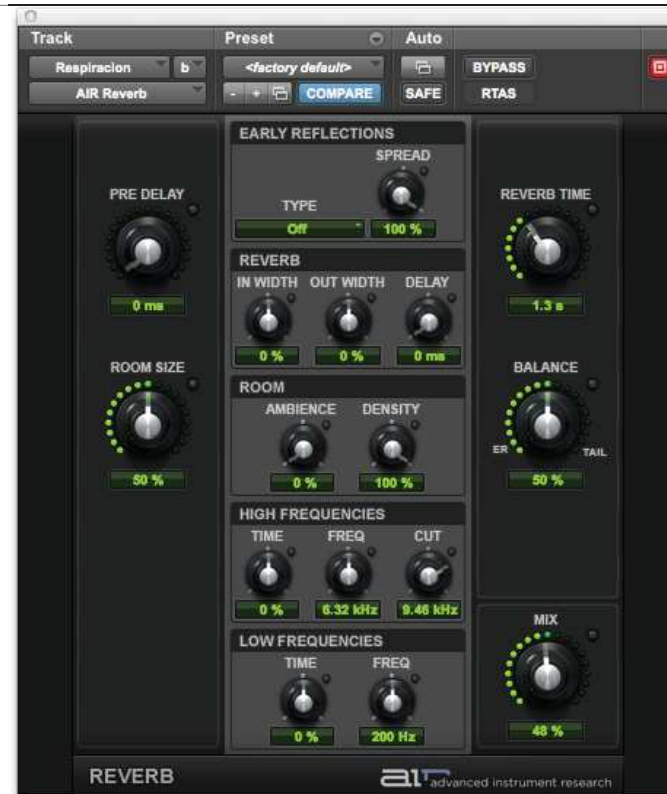 Track Preset Auto
Respiracion b <factory default> BYPASS
AIR Reverb - + COMPARE SAFE RTAS
EARLY REFLECTIONS
SPREAD
TYPE
Off 100 %
PRE DELAY
0 ms
ROOM SIZE
50 %
REVERB
IN WIDTH OUT WIDTH DELAY
0 % 0 % 0 ms
ROOM
AMBIENCE DENSITY
0 % 100 %
HIGH FREQUENCIES
TIME FREQ CUT
0 % 6.32 kHz 9.46 kHz
LOW FREQUENCIES
TIME FREQ
0 % 200 Hz
REVERB TIME
1.3 s
BALANCE
ER TAIL
50 %
MIX
48 %
REVERB
air advanced instrument research